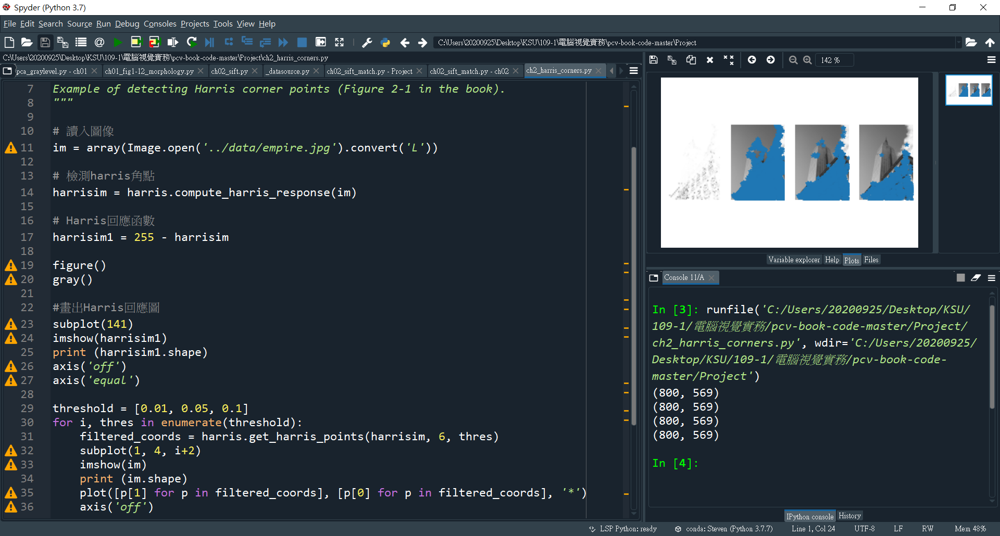 Spyder (Python 3.7)
File Edit Search Source Run Debug Consoles Projects Tools View Help
C:\Users\20200925\Desktop\KSU\109-1\電腦視覺實務\pcv-book-code-master\Project
C:\Users\20200925\Desktop\KSU\109-1\電腦視覺實務\pcv-book-code-master\Project\ch2_harris_corners.py
pca_graylevel.py - ch01 ch01_fig1-12_morphology.py ch02_sift.py _datasource.py ch02_sift_match.py - Project ch02_sift_match.py - ch02 ch2_harris_corners.py
7 Example of detecting Harris corner points (Figure 2-1 in the book).
8 """
9
10 # 讀入圖像
11 im = array(Image.open('../data/empire.jpg').convert('L'))
12
13 # 檢測harris角點
14 harrisim = harris.compute_harris_response(im)
15
16 # Harris回應函數
17 harrisim1 = 255 - harrisim
18
19 figure()
20 gray()
21
22 #畫出Harris回應圖
23 subplot(141)
24 imshow(harrisim1)
25 print (harrisim1.shape)
26 axis('off')
27 axis('equal')
28
29 threshold = [0.01, 0.05, 0.1]
30 for i, thres in enumerate(threshold):
31 filtered_coords = harris.get_harris_points(harrisim, 6, thres)
32 subplot(1, 4, i+2)
33 imshow(im)
34 print (im.shape)
35 plot([p[1] for p in filtered_coords], [p[0] for p in filtered_coords], '*')
36 axis('off')
142 %
Variable explorer Help Plots Files
Console 11/A
In [3]: runfile('C:/Users/20200925/Desktop/KSU/
109-1/電腦視覺實務/pcv-book-code-master/Project/
ch2_harris_corners.py', wdir='C:/Users/20200925/
Desktop/KSU/109-1/電腦視覺實務/pcv-book-code-
master/Project')
(800, 569)
(800, 569)
(800, 569)
(800, 569)
In [4]:
IPython console History
LSP Python: ready conda: Steven (Python 3.7.7) Line 1, Col 24 UTF-8 LF RW Mem 48%